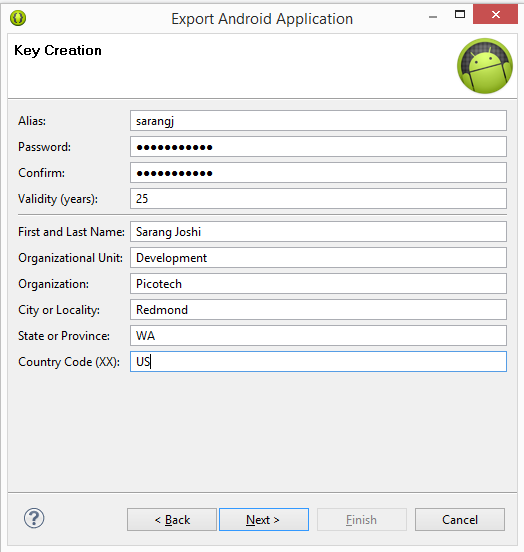 Export Android Application
Key Creation
Alias: sarangj
Password: ●●●●●●●●●●●
Confirm: ●●●●●●●●●●●
Validity (years): 25
First and Last Name: Sarang Joshi
Organizational Unit: Development
Organization: Picotech
City or Locality: Redmond
State or Province: WA
Country Code (XX): US
? < Back Next > Finish Cancel